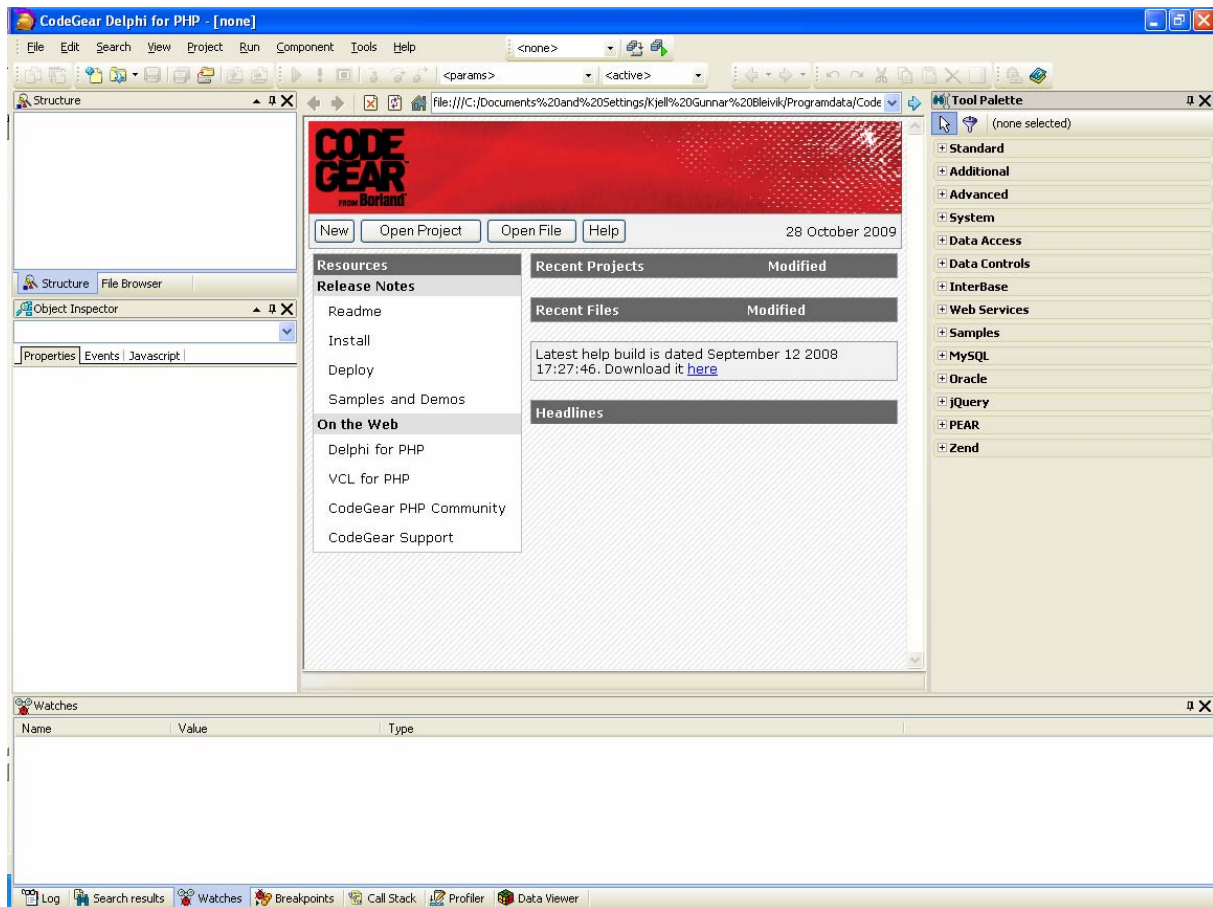 CodeGear Delphi for PHP - [none]
File Edit Search View Project Run Component Tools Help <none>
<params> <active>
Structure
file:///C:/Documents%20and%20Settings/Kjell%20Gunnar%20Bleivik/Programdata/Code
Tool Palette
(none selected)
CODE
GEAR
FROM Borland
New Open Project Open File Help 28 October 2009
Resources
Release Notes
Readme
Install
Deploy
Samples and Demos
On the Web
Delphi for PHP
VCL for PHP
CodeGear PHP Community
CodeGear Support
Recent Projects Modified
Recent Files Modified
Latest help build is dated September 12 2008
17:27:46. Download it here
Headlines
Structure File Browser
Object Inspector
Properties Events Javascript
Standard
Additional
Advanced
System
Data Access
Data Controls
InterBase
Web Services
Samples
MySQL
Oracle
jQuery
PEAR
Zend
Watches
Name Value Type
Log Search results Watches Breakpoints Call Stack Profiler Data Viewer